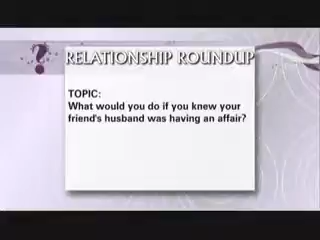 RELATIONSHIP ROUNDUP
TOPIC:
What would you do if you knew your
friend's husband was having an affair?